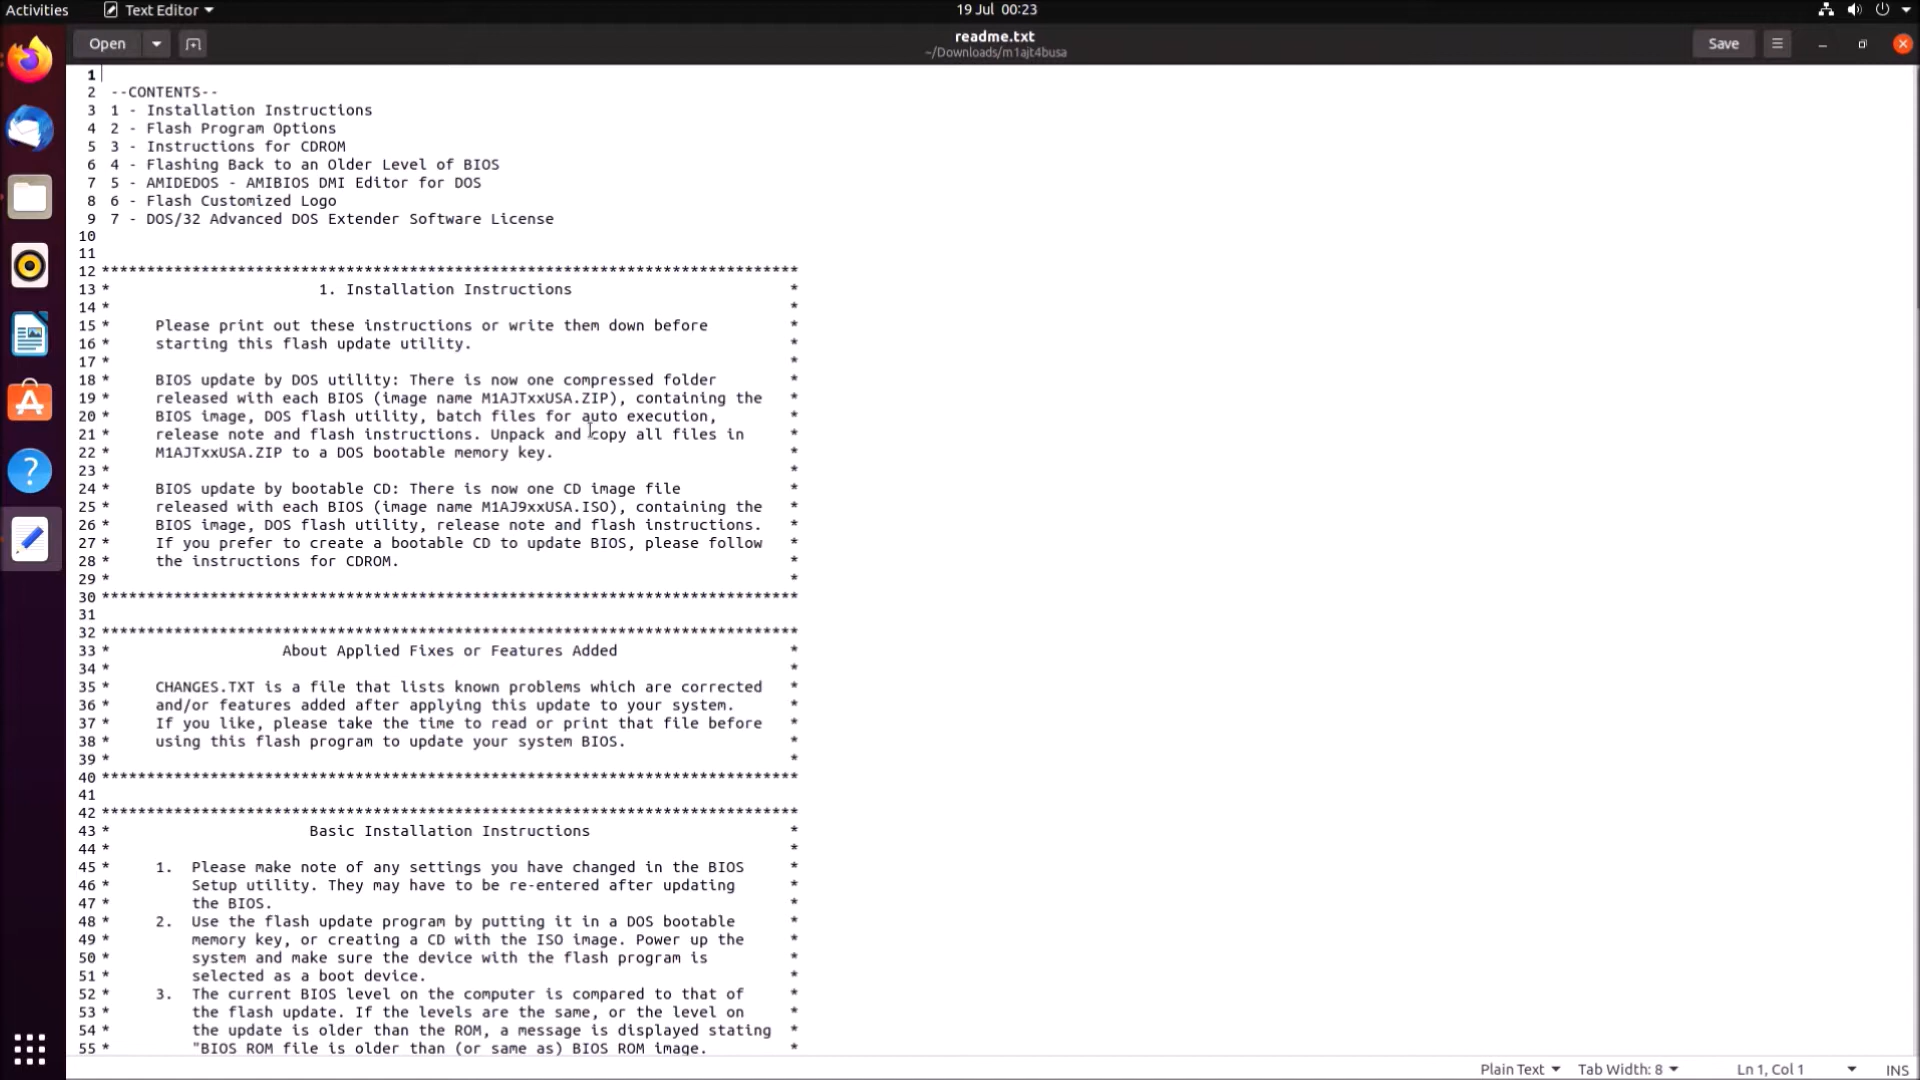 Activities Text Editor 19 Jul 00:23
Open readme.txt Save
~/Downloads/m1ajt4busa
1
2 --CONTENTS--
3 1 - Installation Instructions
4 2 - Flash Program Options
5 3 - Instructions for CDROM
6 4 - Flashing Back to an Older Level of BIOS
7 5 - AMIDEDOS - AMIBIOS DMI Editor for DOS
8 6 - Flash Customized Logo
9 7 - DOS/32 Advanced DOS Extender Software License
10
11
12 *****************************************************************************
13 * 1. Installation Instructions *
14 * *
15 * Please print out these instructions or write them down before *
16 * starting this flash update utility. *
17 * *
18 * BIOS update by DOS utility: There is now one compressed folder *
19 * released with each BIOS (image name M1AJTxxUSA.ZIP), containing the *
20 * BIOS image, DOS flash utility, batch files for auto execution, *
21 * release note and flash instructions. Unpack and copy all files in *
22 * M1AJTxxUSA.ZIP to a DOS bootable memory key. *
23 * *
24 * BIOS update by bootable CD: There is now one CD image file *
25 * released with each BIOS (image name M1AJ9xxUSA.ISO), containing the *
26 * BIOS image, DOS flash utility, release note and flash instructions. *
27 * If you prefer to create a bootable CD to update BIOS, please follow *
28 * the instructions for CDROM. *
29 * *
30 *****************************************************************************
31
32 *****************************************************************************
33 * About Applied Fixes or Features Added *
34 * *
35 * CHANGES.TXT is a file that lists known problems which are corrected *
36 * and/or features added after applying this update to your system. *
37 * If you like, please take the time to read or print that file before *
38 * using this flash program to update your system BIOS. *
39 * *
40 *****************************************************************************
41
42 *****************************************************************************
43 * Basic Installation Instructions *
44 * *
45 * 1. Please make note of any settings you have changed in the BIOS *
46 * Setup utility. They may have to be re-entered after updating *
47 * the BIOS. *
48 * 2. Use the flash update program by putting it in a DOS bootable *
49 * memory key, or creating a CD with the ISO image. Power up the *
50 * system and make sure the device with the flash program is *
51 * selected as a boot device. *
52 * 3. The current BIOS level on the computer is compared to that of *
53 * the flash update. If the levels are the same, or the level on *
54 * the update is older than the ROM, a message is displayed stating *
55 * "BIOS ROM file is older than (or same as) BIOS ROM image. *
Plain Text Tab Width: 8 Ln 1, Col 1 INS